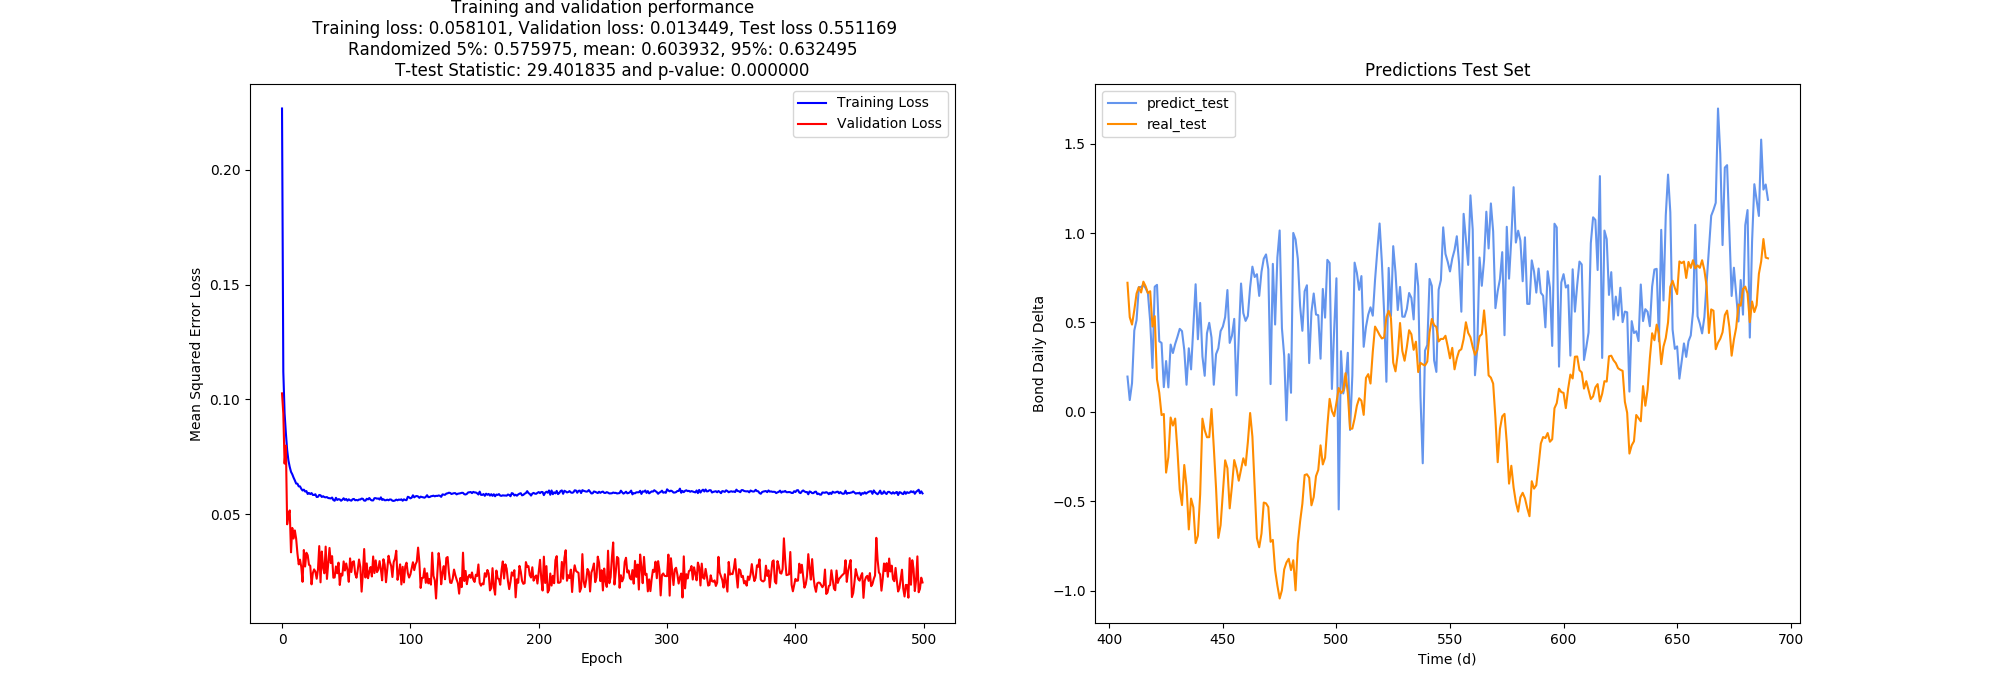 Training and validation performance
Training loss: 0.058101, Validation loss: 0.013449, Test loss 0.551169
Randomized 5%: 0.575975, mean: 0.603932, 95%: 0.632495
T-test Statistic: 29.401835 and p-value: 0.000000
Training Loss
Validation Loss
0.20
0.15
0.10
0.05
Mean Squared Error Loss
0
100
200
300
400
500
Epoch
Predictions Test Set
predict_test
real_test
1.5
1.0
0.5
0.0
−0.5
−1.0
Bond Daily Delta
400
450
500
550
600
650
700
Time (d)